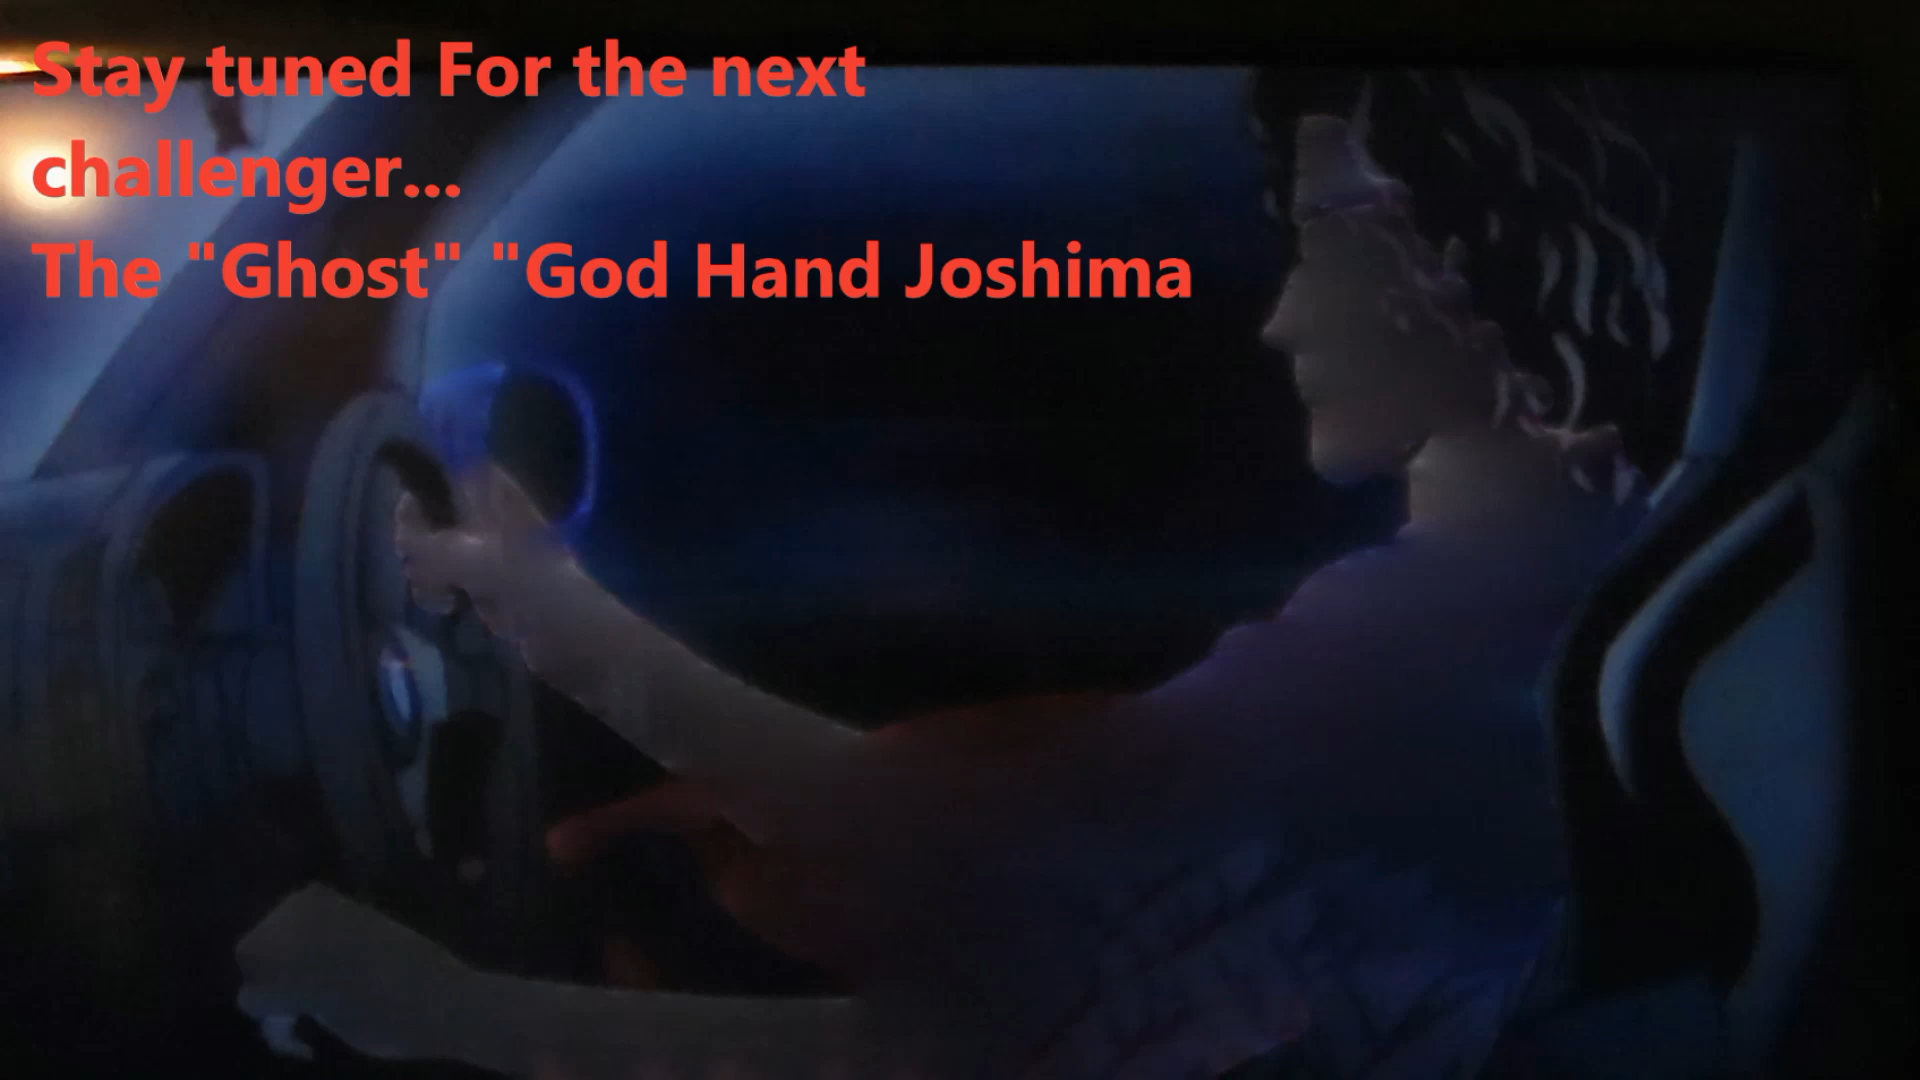 Stay tuned For the next
challenger...
The "Ghost" "God Hand Joshima